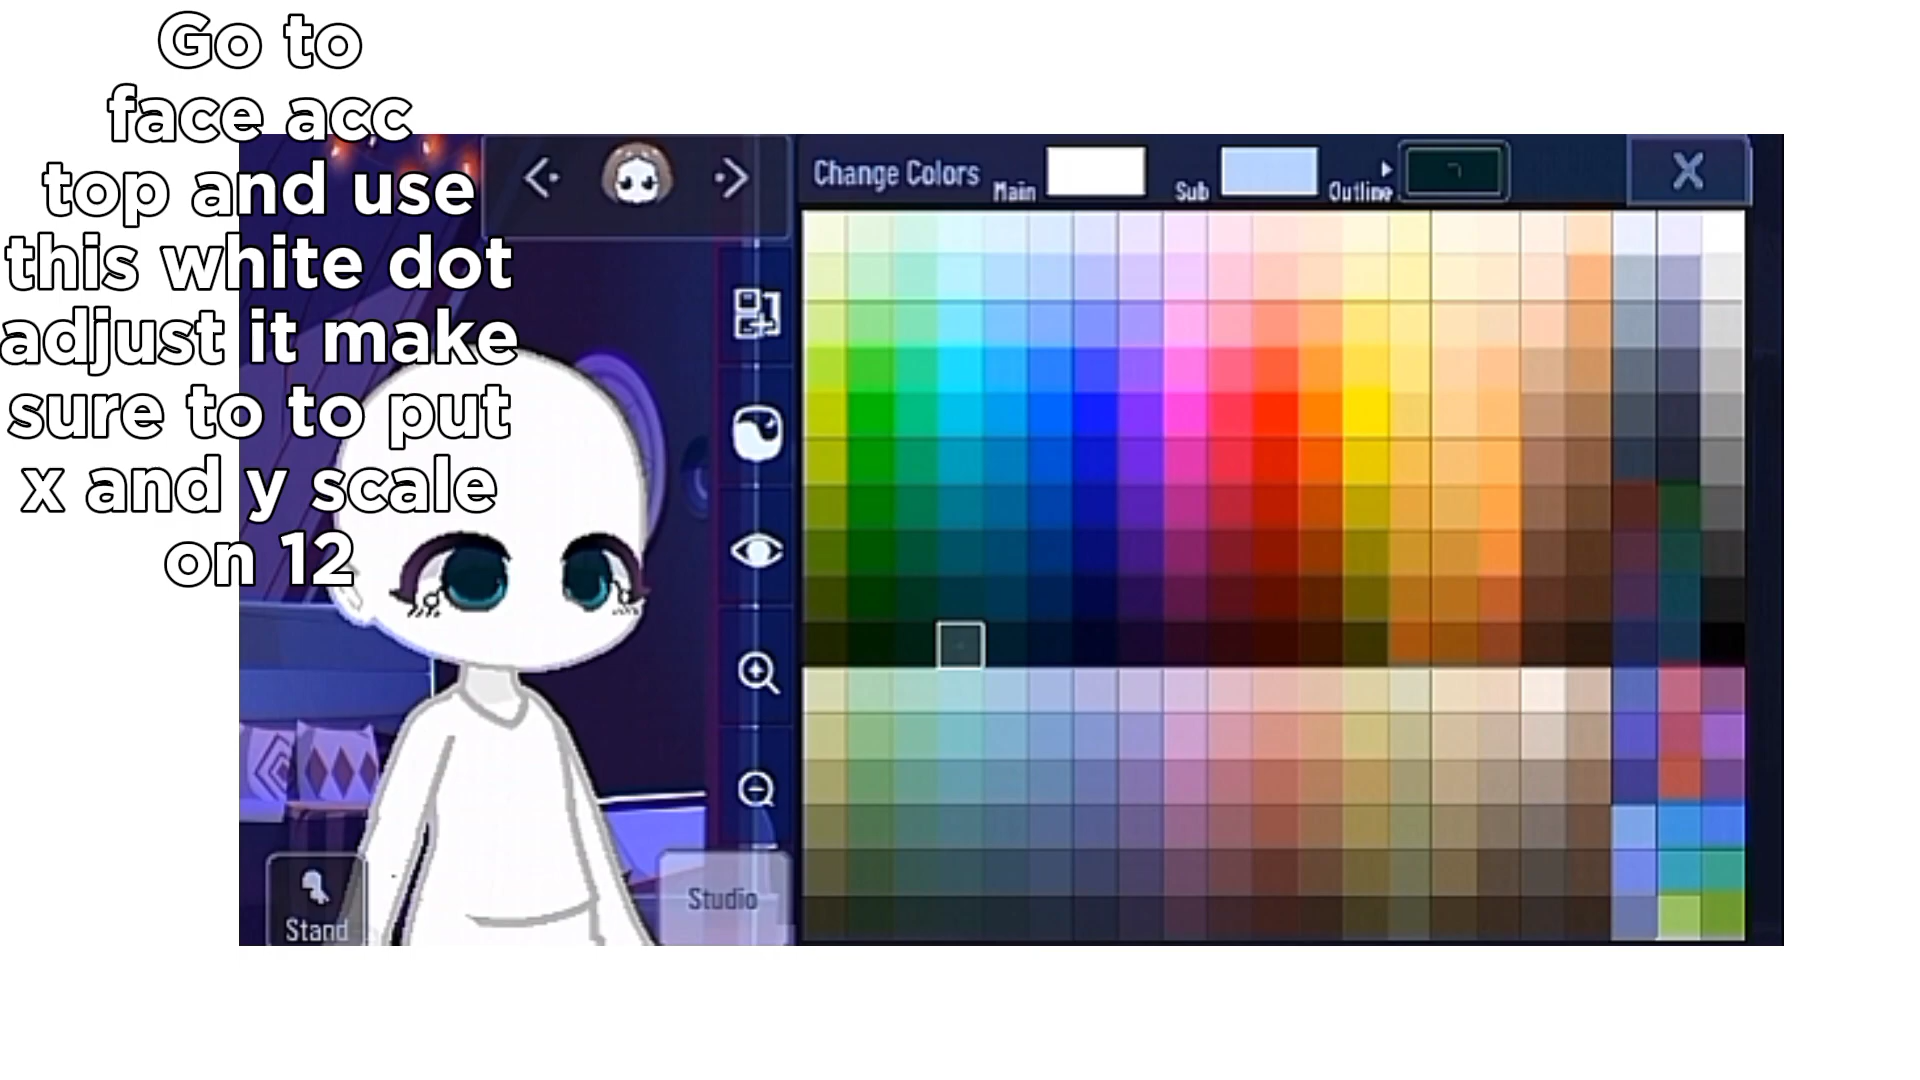 Go to
face acc
top and use
this white dot
adjust it make
sure to to put
x and y scale
on 12
Change Colors
Main
Sub
Outline
X
Studio
Stand